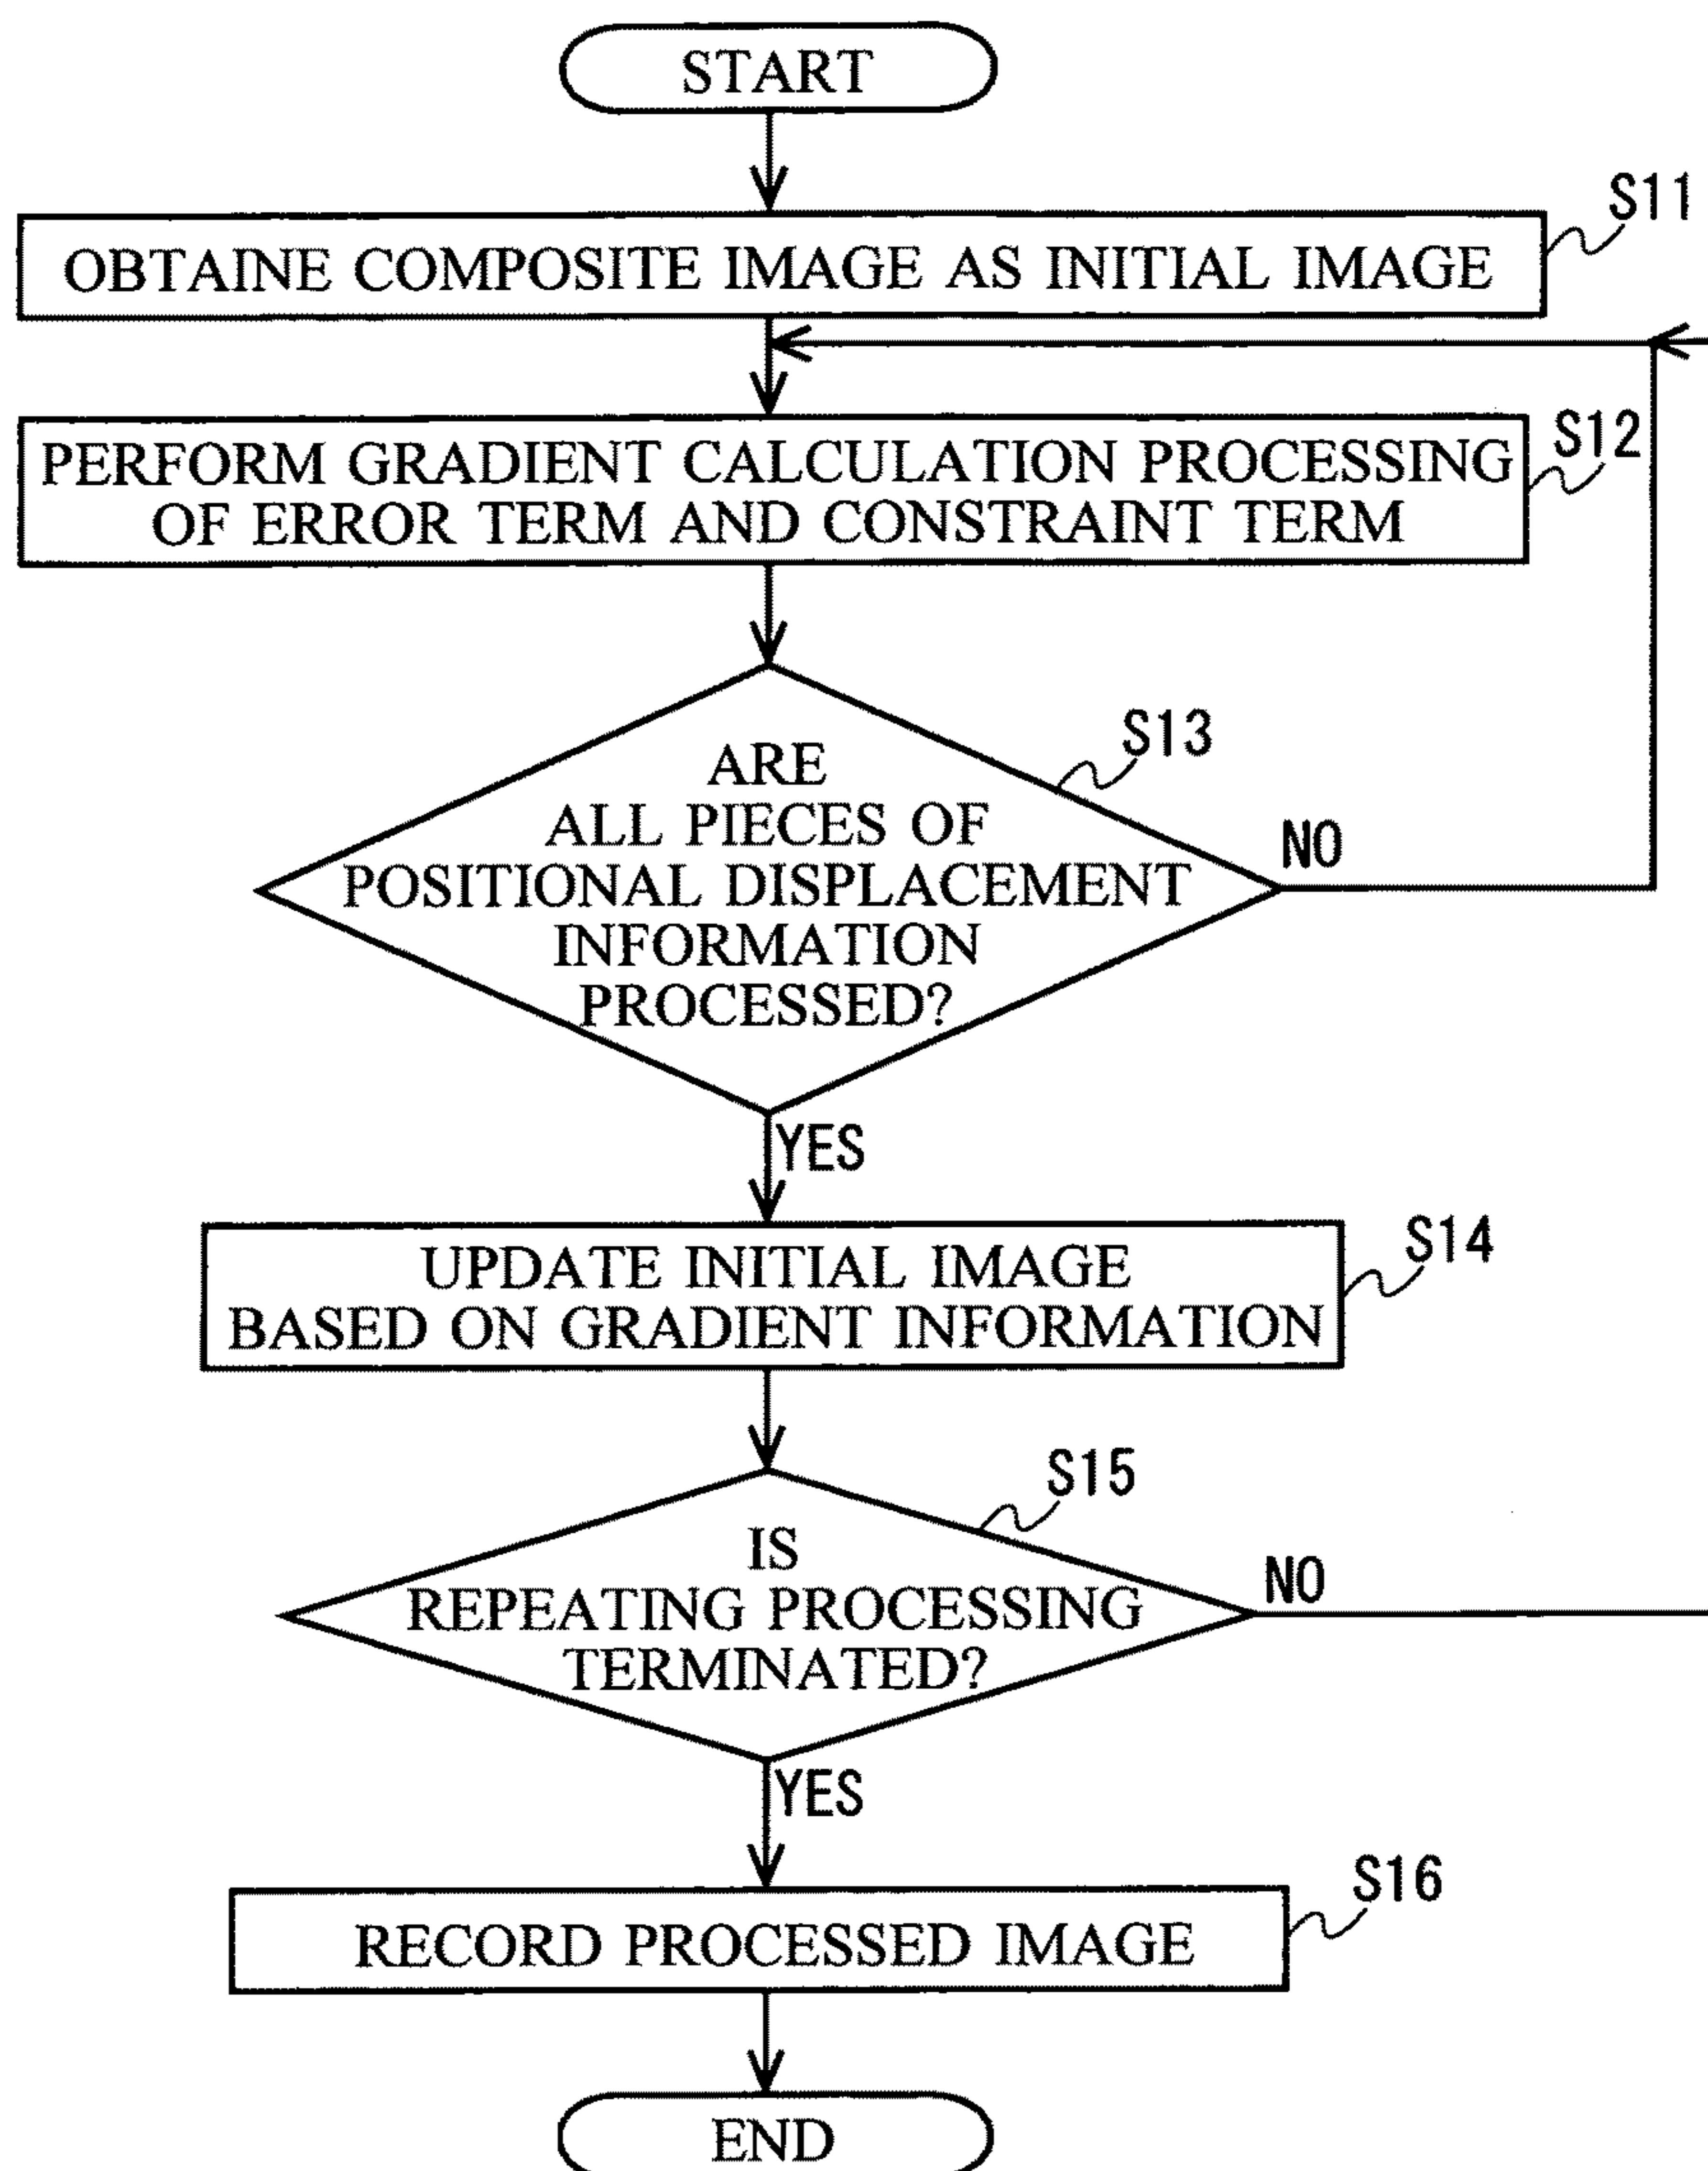 START
S11
OBTAINE COMPOSITE IMAGE AS INITIAL IMAGE
S12
PERFORM GRADIENT CALCULATION PROCESSING
OF ERROR TERM AND CONSTRAINT TERM
S13
ARE
ALL PIECES OF
POSITIONAL DISPLACEMENT
INFORMATION
PROCESSED?
NO
YES
S14
UPDATE INITIAL IMAGE
BASED ON GRADIENT INFORMATION
S15
IS
REPEATING PROCESSING
TERMINATED?
NO
YES
S16
RECORD PROCESSED IMAGE
END